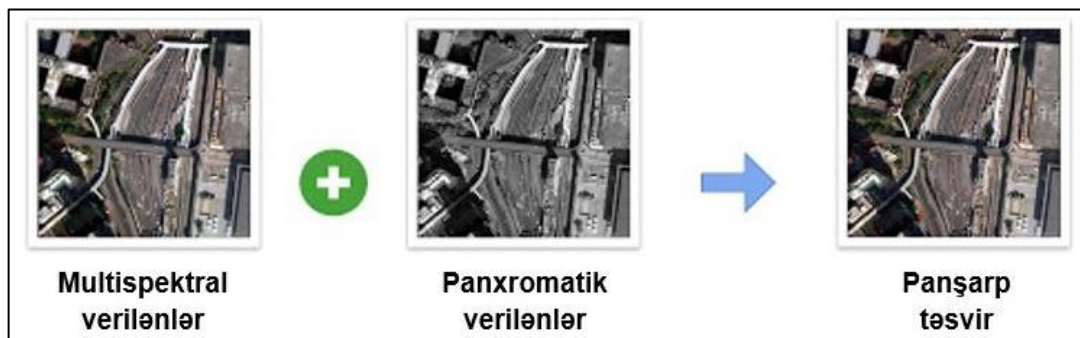 Multispektral
verilənlər
Panxromatik
verilənlər
Panşarp
təsvir